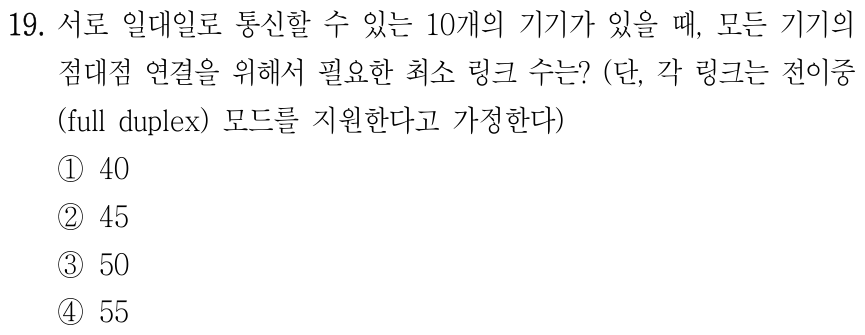 19. 서로 일대일로 통신할 수 있는 10개의 기기가 있을 때, 모든 기기의
점대점 연결을 위해서 필요한 최소 링크 수는? (단, 각 링크는 전이중
(full duplex) 모드를 지원한다고 가정한다)
① 40
② 45
③ 50
④ 55